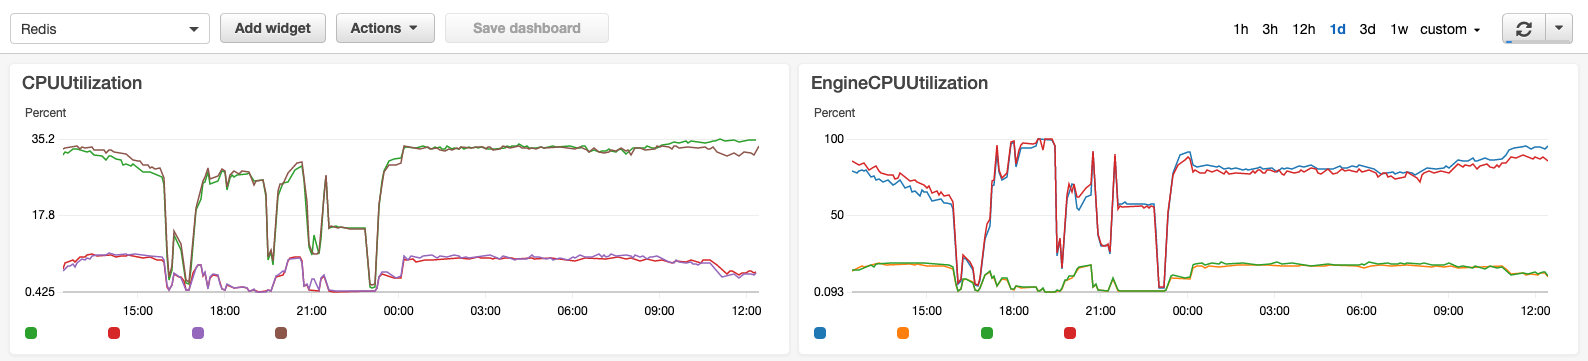 Redis Add widget Actions Save dashboard 1h 3h 12h 1d 3d 1w custom
CPUUtilization
Percent
35.2
17.8
0.425
15:00 18:00 21:00 00:00 03:00 06:00 09:00 12:00
EngineCPUUtilization
Percent
100
50
0.093
15:00 18:00 21:00 00:00 03:00 06:00 09:00 12:00